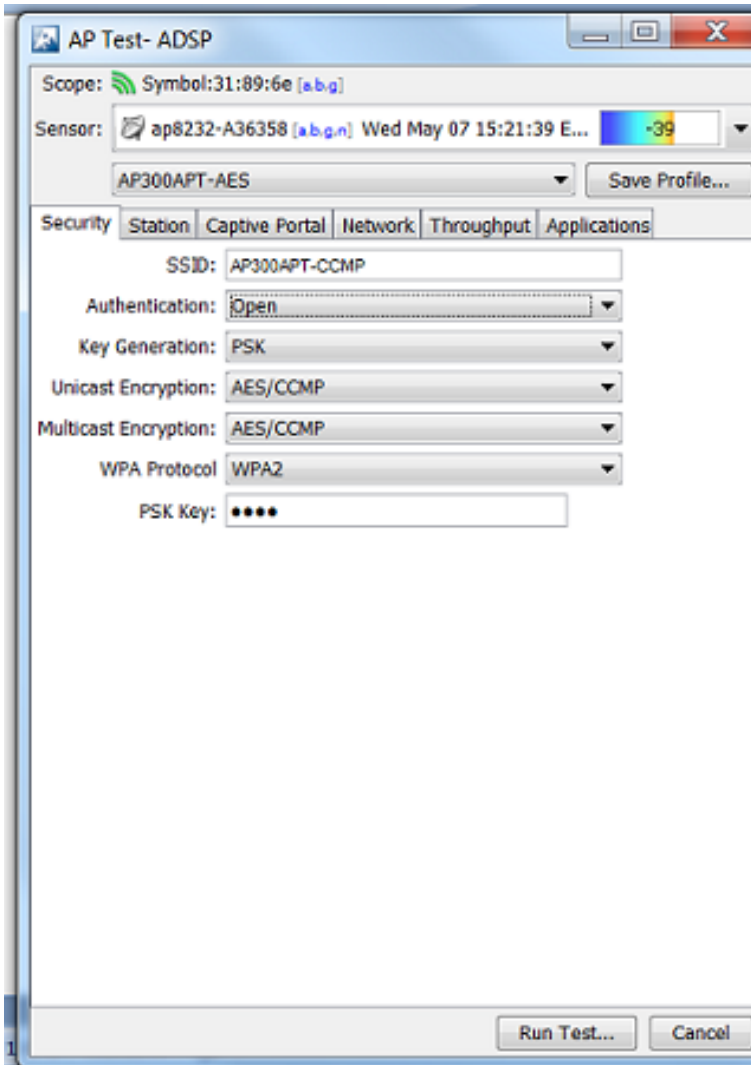 AP Test- ADSP
Scope: Symbol:31:89:6e [a.b.g]
Sensor: ap8232-A36358 [a.b.g.n] Wed May 07 15:21:39 E... -39
AP300APT-AES Save Profile...
Security Station Captive Portal Network Throughput Applications
SSID: AP300APT-CCMP
Authentication: Open
Key Generation: PSK
Unicast Encryption: AES/CCMP
Multicast Encryption: AES/CCMP
WPA Protocol WPA2
PSK Key: ●●●●
Run Test... Cancel
1